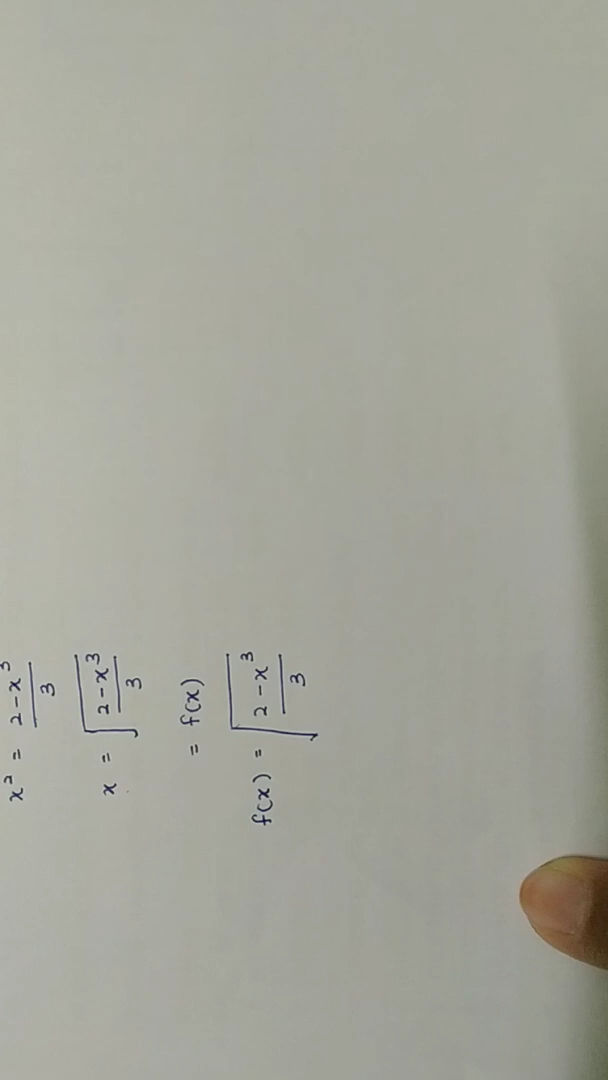 x² = (2 - x³)/3
x = √((2 - x³)/3)
= f(x)
f(x) = √((2 - x³)/3)